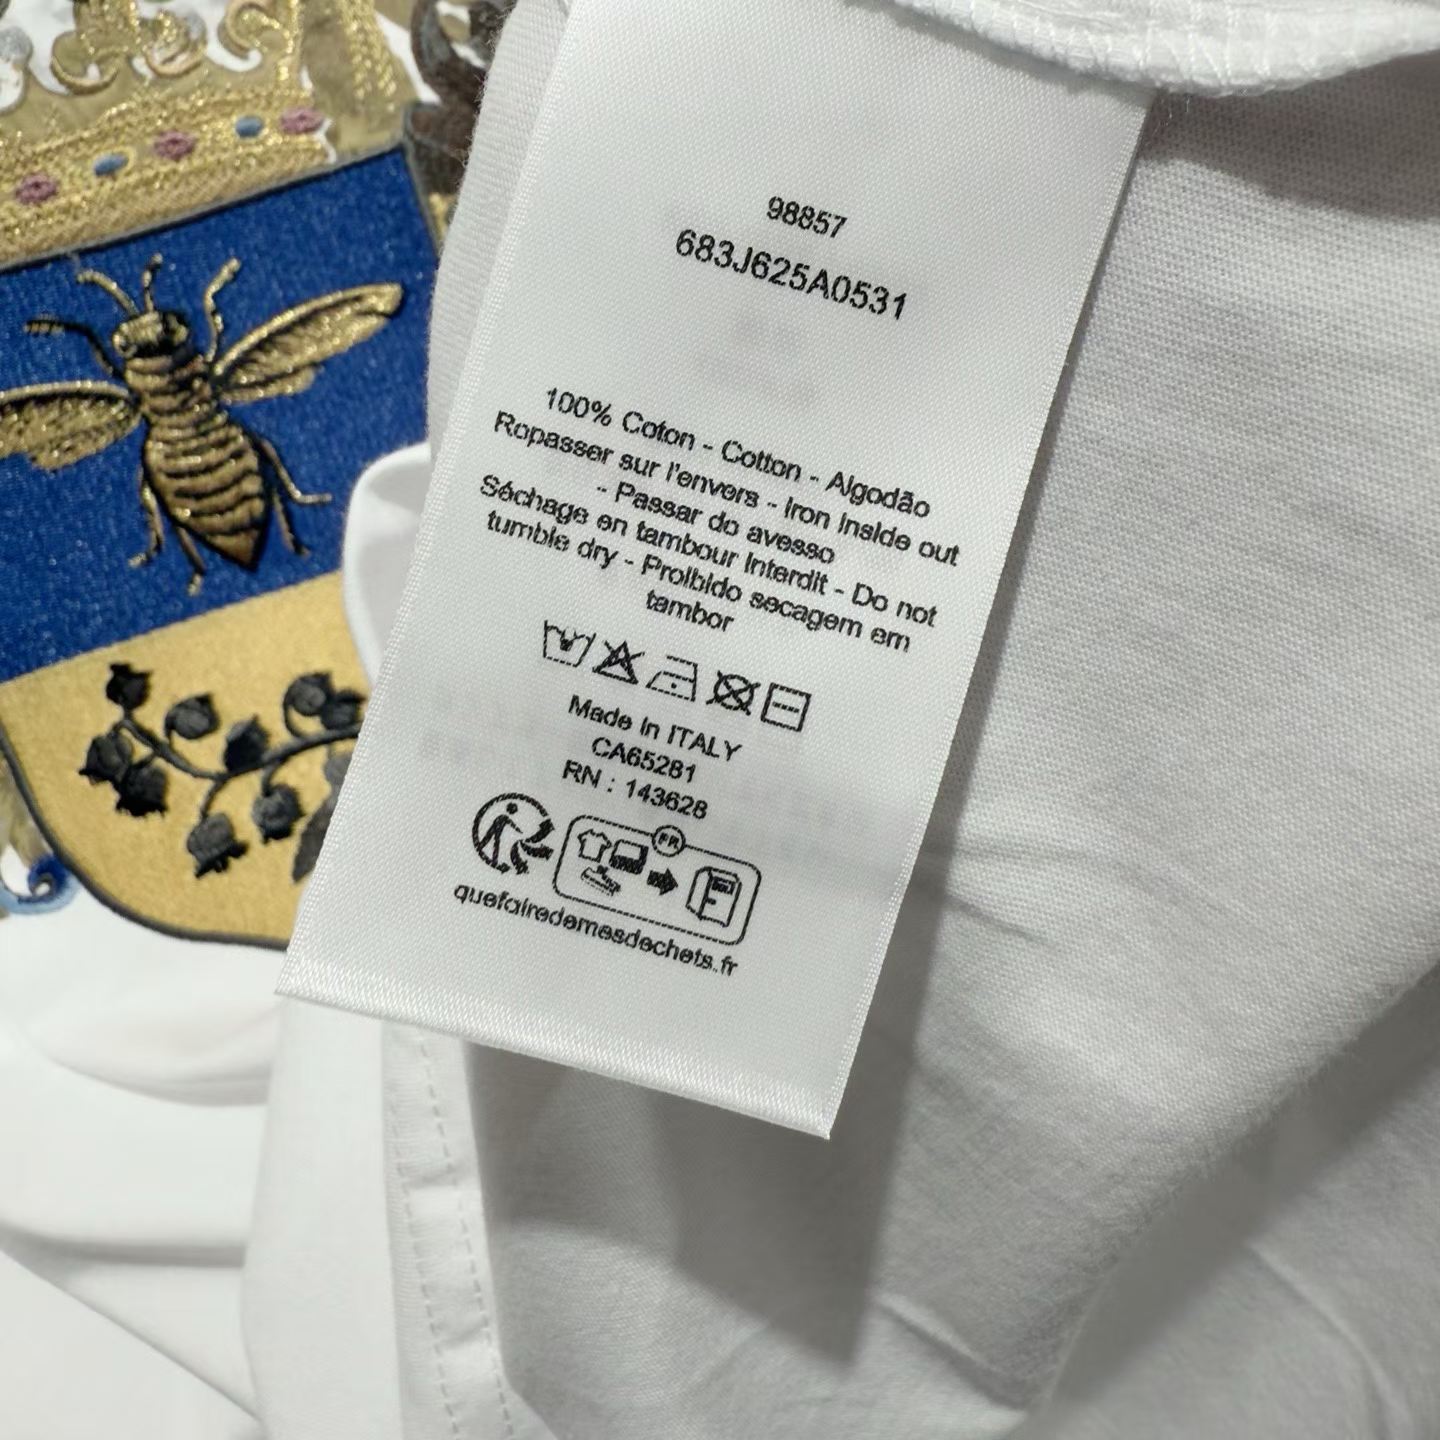 98857
683J625A0531
100% Coton - Cotton - Algodão
Ropasser sur l'envers - Iron Inside out
- Passar do avesso
Séchage en tambour Interdit - Do not
tumble dry - Proibido secagem em
tambor
Made in ITALY
CA65281
RN : 143628
FR
quefairedemesdechets.fr